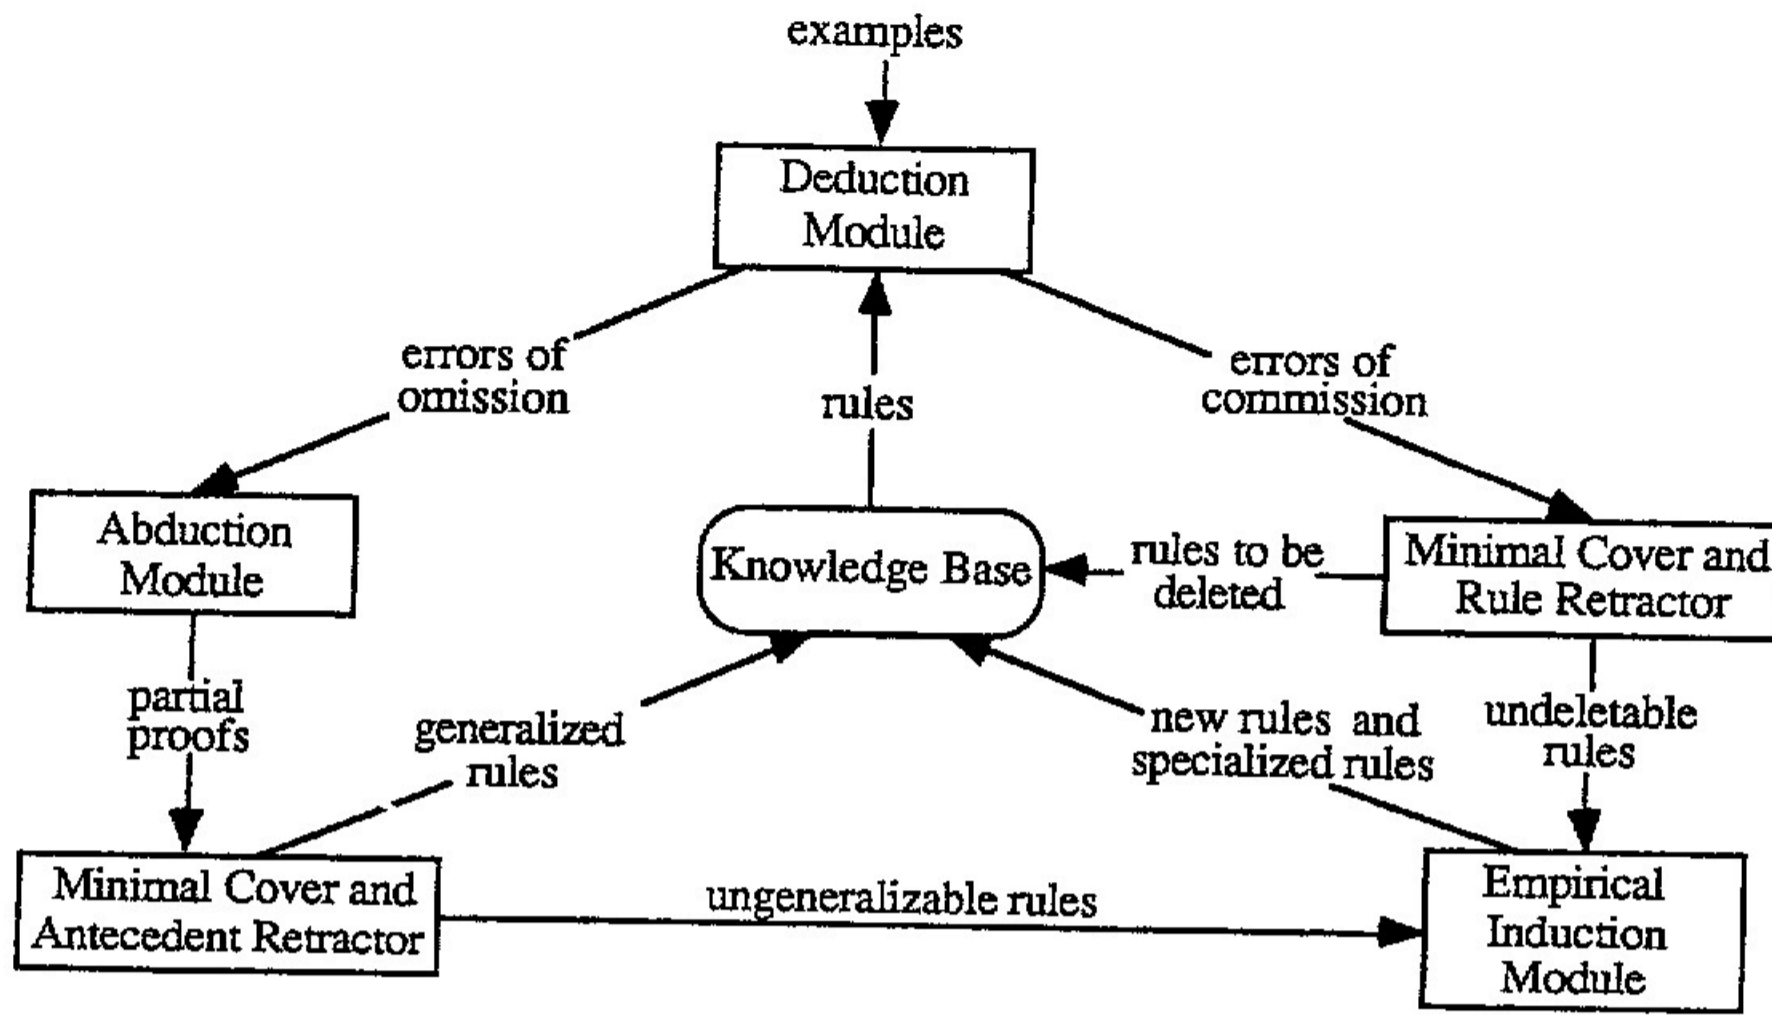 examples
Deduction
Module
errors of
omission
rules
errors of
commission
Abduction
Module
Knowledge Base
rules to be
deleted
Minimal Cover and
Rule Retractor
partial
proofs
generalized
rules
new rules and
specialized rules
undeletable
rules
Minimal Cover and
Antecedent Retractor
ungeneralizable rules
Empirical
Induction
Module